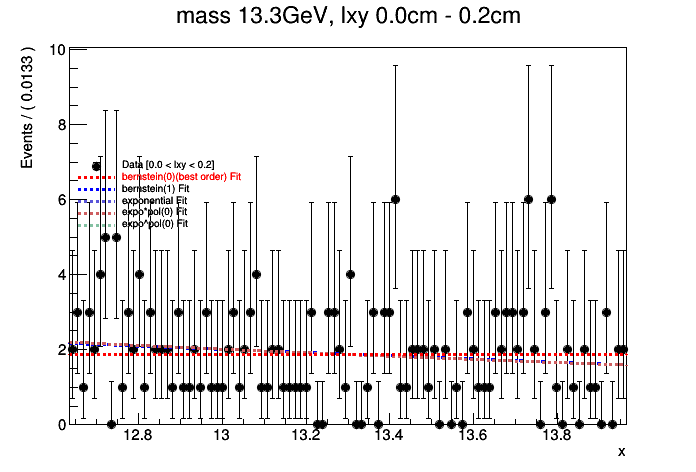 mass 13.3GeV, lxy 0.0cm - 0.2cm
Events / ( 0.0133 )
10
8
6
4
2
0
Data [0.0 < lxy < 0.2]
bernstein(0)(best order) Fit
bernstein(1) Fit
exponential Fit
expo*pol(0) Fit
expo^pol(0) Fit
12.8 13 13.2 13.4 13.6 13.8
x